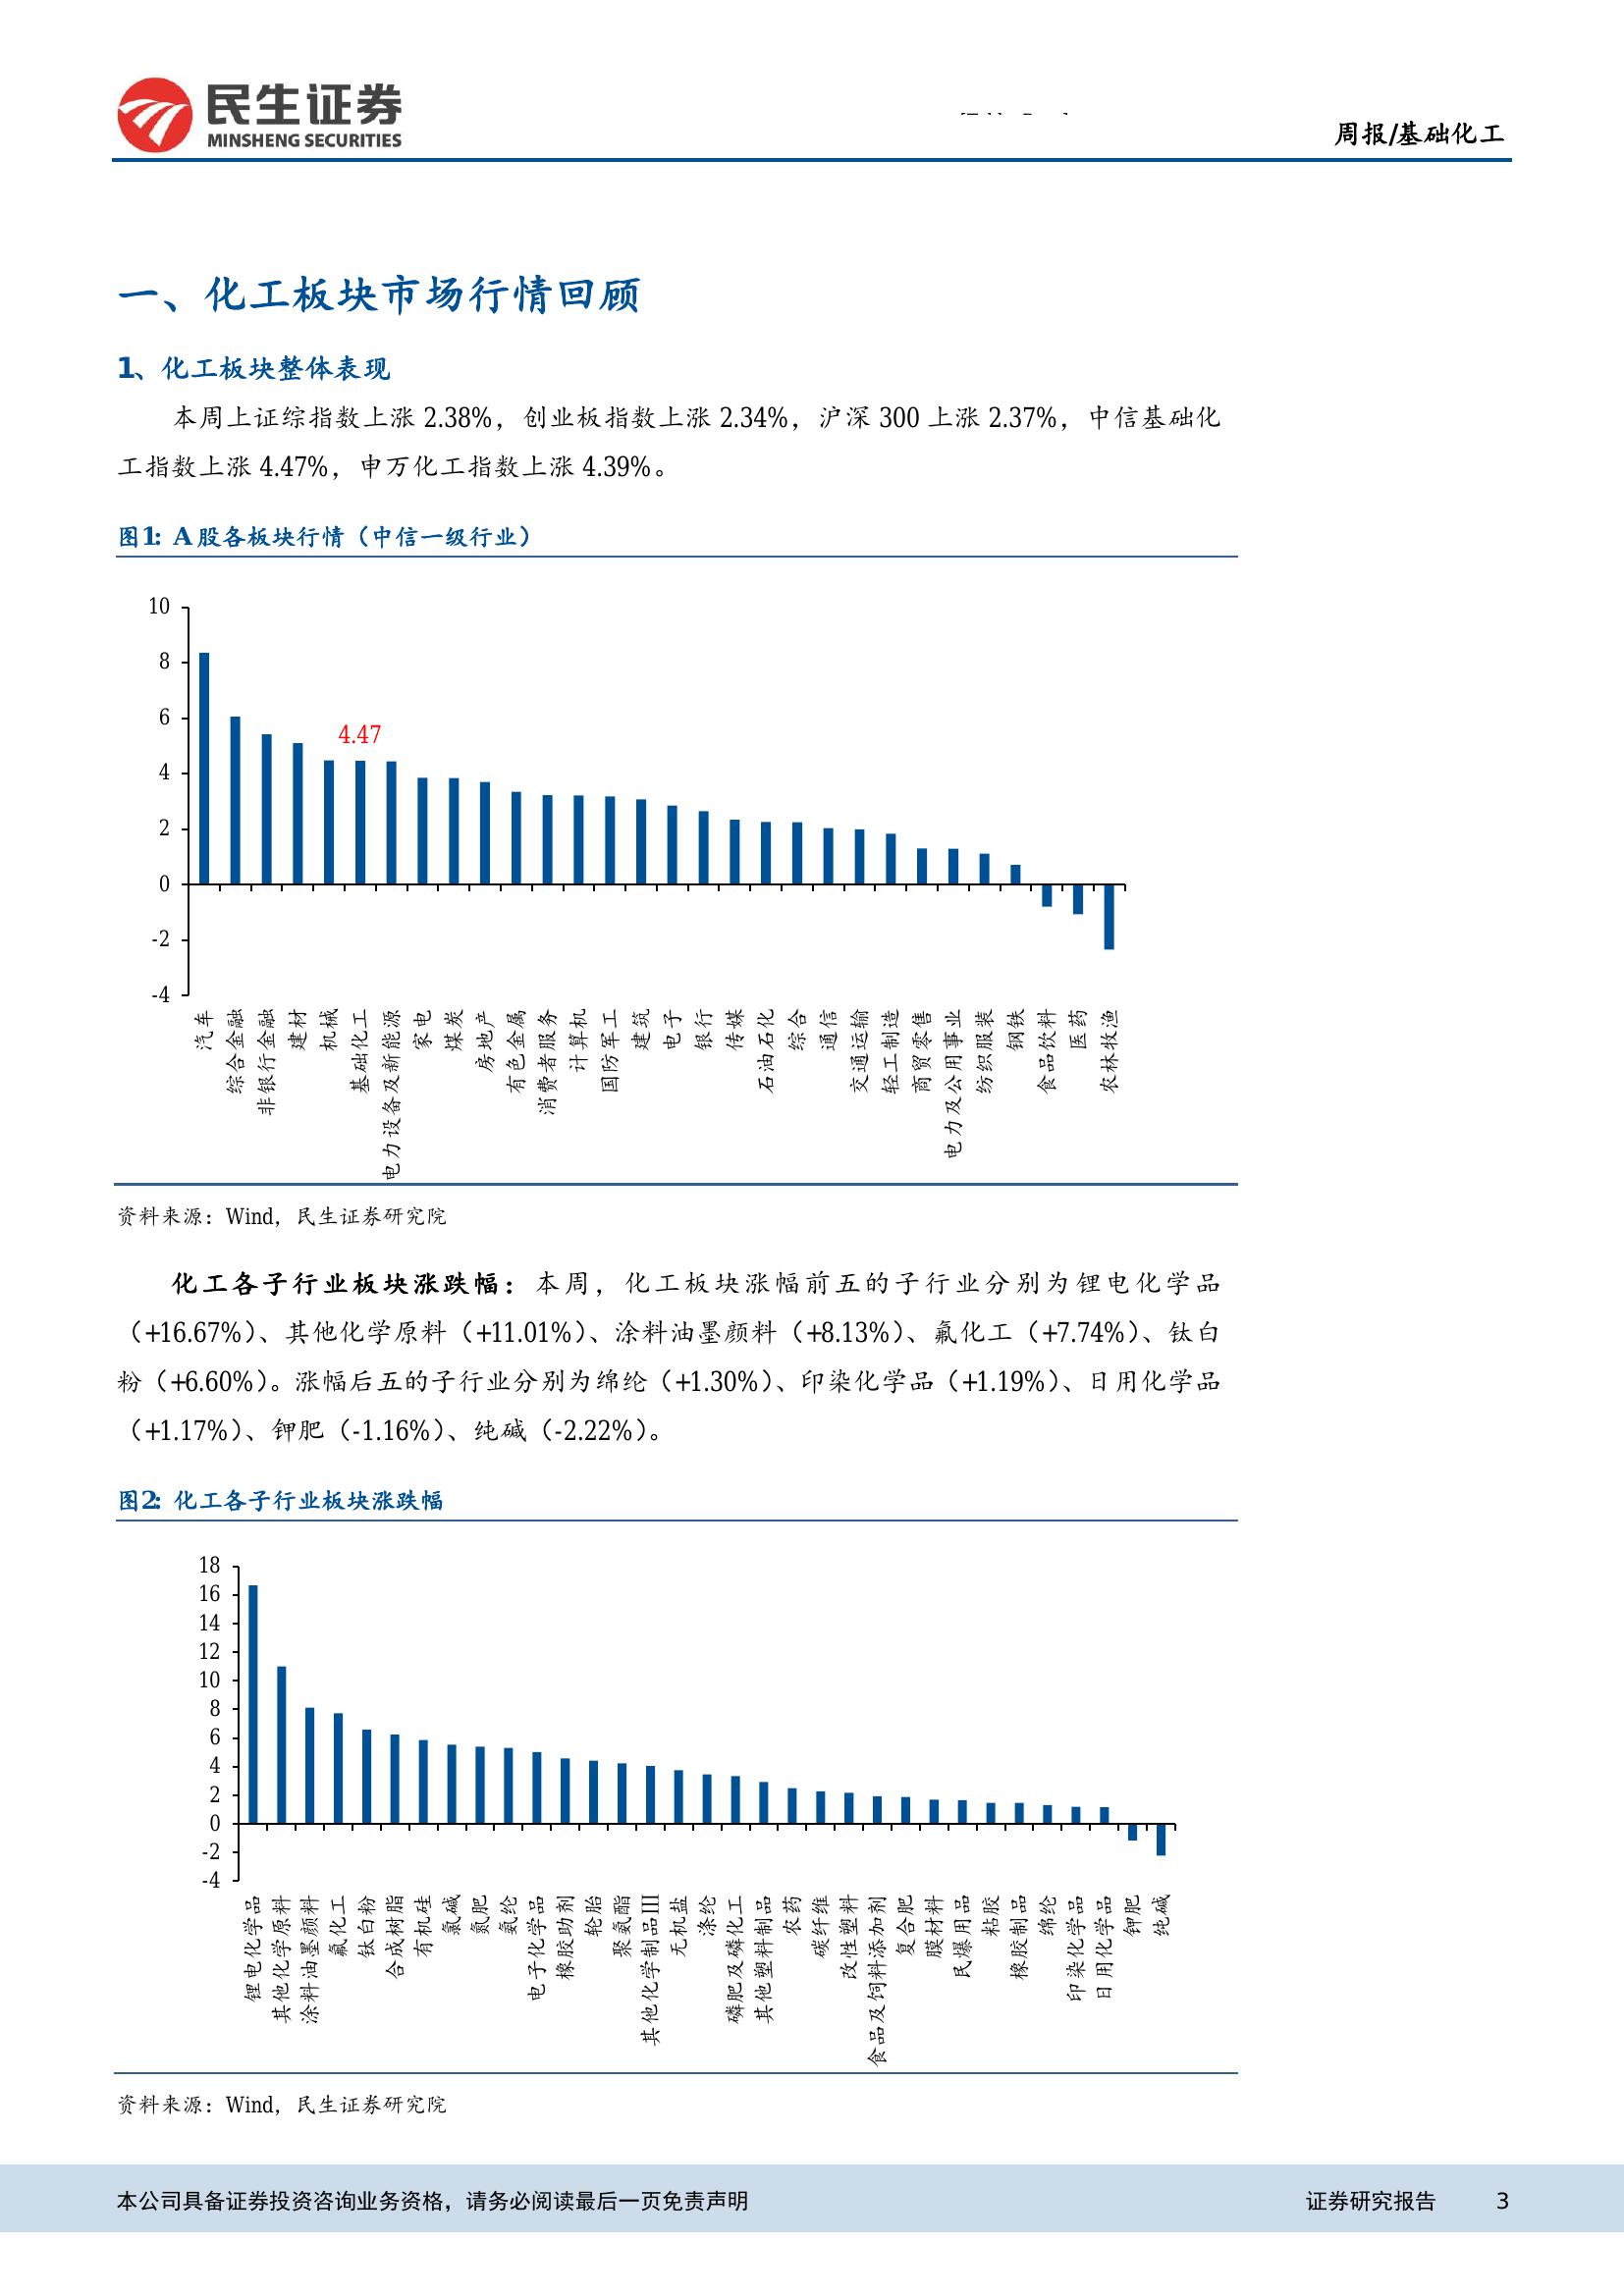 民生证券
MINSHENG SECURITIES
周报/基础化工
一、化工板块市场行情回顾
1、化工板块整体表现
本周上证综指数上涨 2.38%，创业板指数上涨 2.34%，沪深 300 上涨 2.37%，中信基础化
工指数上涨 4.47%，申万化工指数上涨 4.39%。
图1: A 股各板块行情（中信一级行业）
10
8
6
4
2
0
-2
-4
4.47
汽车
综合金融
非银行金融
建材
机械
基础化工
电力设备及新能源
家电
煤炭
房地产
有色金属
消费者服务
计算机
国防军工
建筑
电子
银行
传媒
石油石化
综合
通信
交通运输
轻工制造
商贸零售
电力及公用事业
纺织服装
钢铁
食品饮料
医药
农林牧渔
资料来源：Wind，民生证券研究院
化工各子行业板块涨跌幅：本周，化工板块涨幅前五的子行业分别为锂电化学品
（+16.67%）、其他化学原料（+11.01%）、涂料油墨颜料（+8.13%）、氟化工（+7.74%）、钛白
粉（+6.60%）。涨幅后五的子行业分别为绵纶（+1.30%）、印染化学品（+1.19%）、日用化学品
（+1.17%）、钾肥（-1.16%）、纯碱（-2.22%）。
图2: 化工各子行业板块涨跌幅
18
16
14
12
10
8
6
4
2
0
-2
-4
锂电化学品
其他化学原料
涂料油墨颜料
氟化工
钛白粉
合成树脂
有机硅
氯碱
氮肥
氨纶
电子化学品
橡胶助剂
轮胎
聚氨酯
其他化学制品III
无机盐
涤纶
磷肥及磷化工
其他塑料制品
农药
碳纤维
改性塑料
食品及饲料添加剂
复合肥
膜材料
民爆用品
粘胶
橡胶制品
绵纶
印染化学品
日用化学品
钾肥
纯碱
资料来源：Wind，民生证券研究院
本公司具备证券投资咨询业务资格，请务必阅读最后一页免责声明
证券研究报告 3